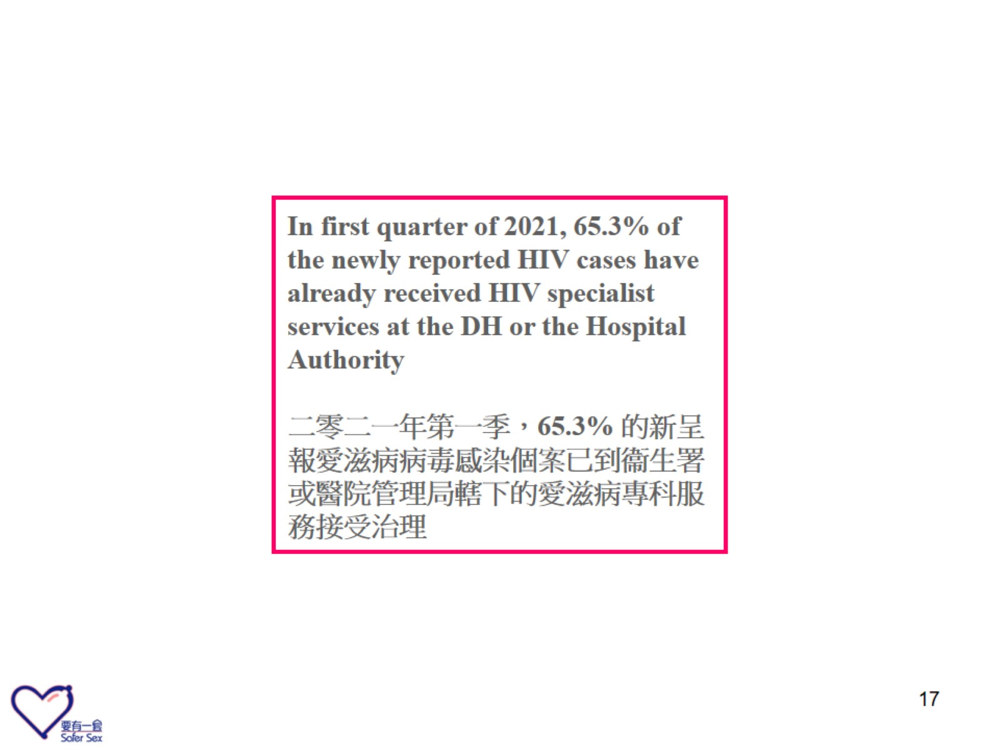 In first quarter of 2021, 65.3% of
the newly reported HIV cases have
already received HIV specialist
services at the DH or the Hospital
Authority
二零二一年第一季，65.3% 的新呈
報愛滋病病毒感染個案已到衞生署
或醫院管理局轄下的愛滋病專科服
務接受治理
17
要有一套
Safer Sex